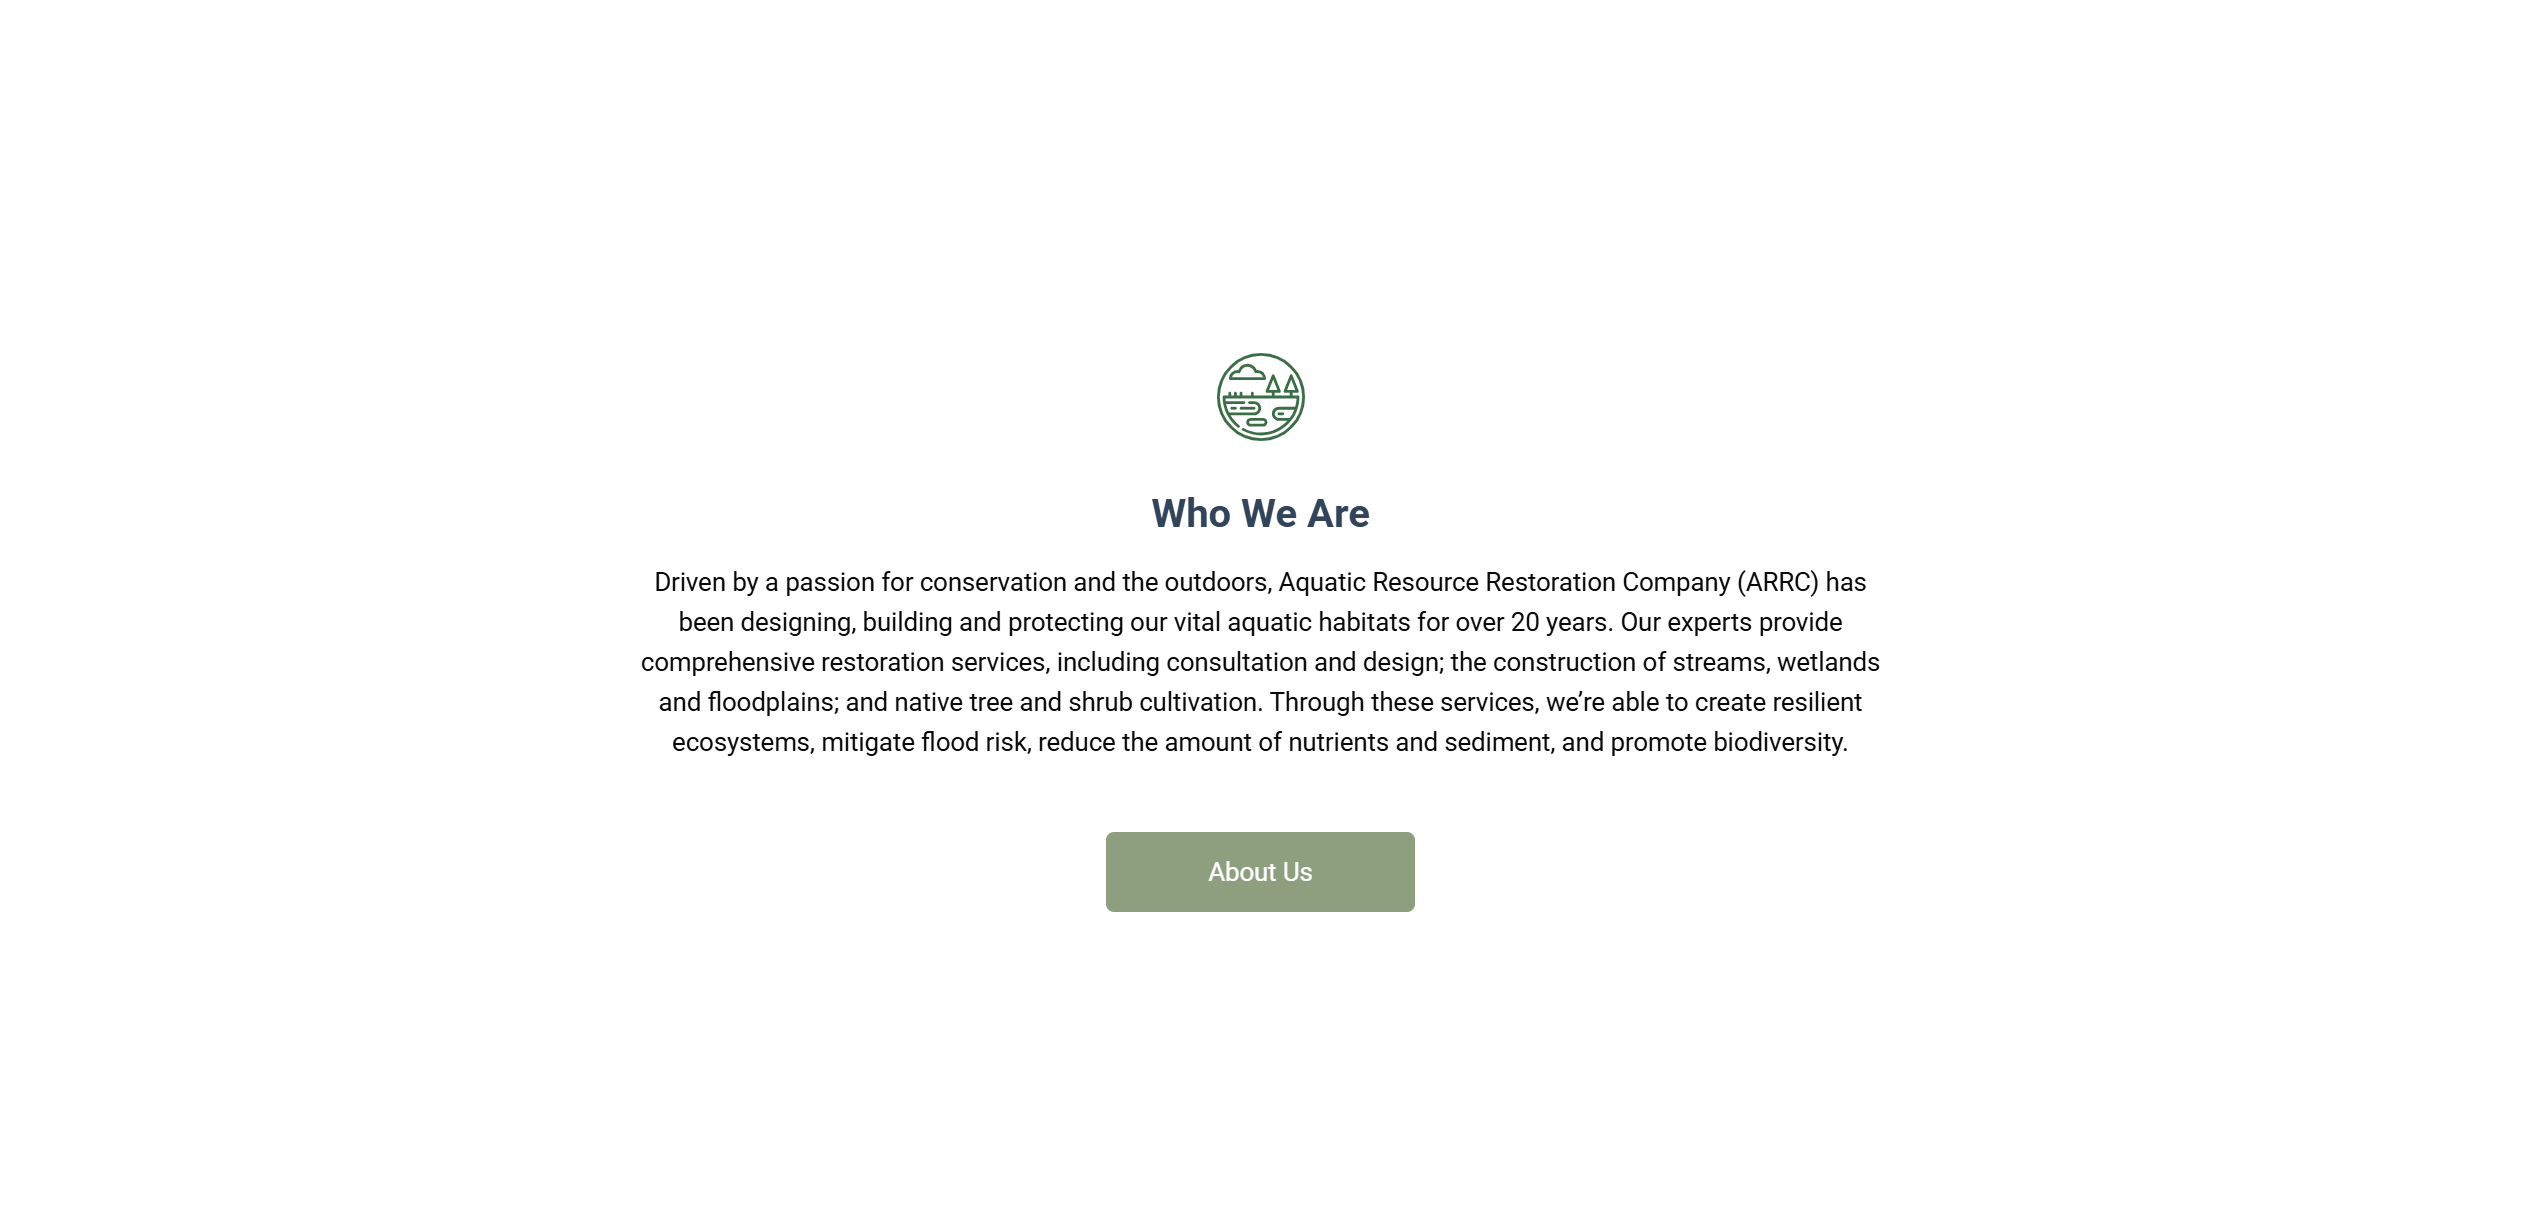 Who We Are
Driven by a passion for conservation and the outdoors, Aquatic Resource Restoration Company (ARRC) has
been designing, building and protecting our vital aquatic habitats for over 20 years. Our experts provide
comprehensive restoration services, including consultation and design; the construction of streams, wetlands
and floodplains; and native tree and shrub cultivation. Through these services, we’re able to create resilient
ecosystems, mitigate flood risk, reduce the amount of nutrients and sediment, and promote biodiversity.
About Us